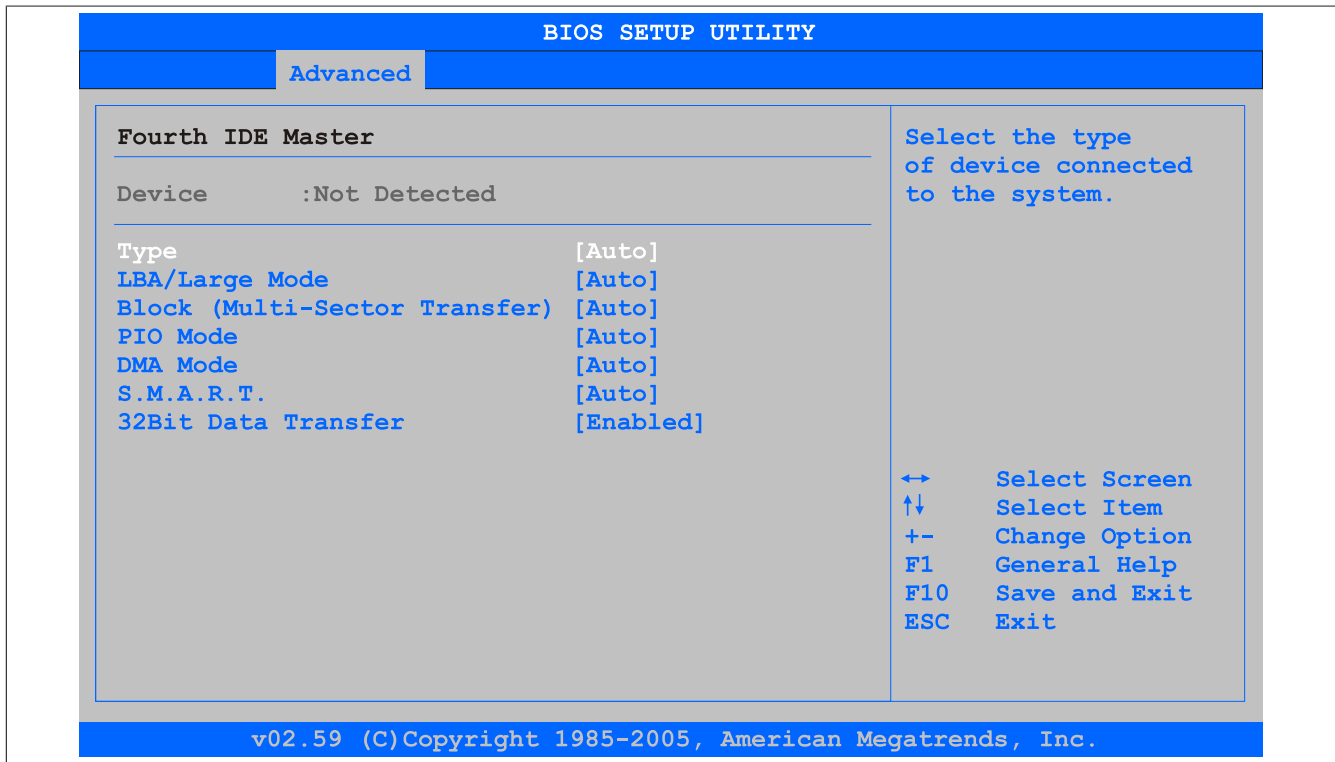 BIOS SETUP UTILITY
Advanced
Fourth IDE Master
Device :Not Detected
Type [Auto]
LBA/Large Mode [Auto]
Block (Multi-Sector Transfer) [Auto]
PIO Mode [Auto]
DMA Mode [Auto]
S.M.A.R.T. [Auto]
32Bit Data Transfer [Enabled]
Select the type
of device connected
to the system.
↔ Select Screen
↑↓ Select Item
+- Change Option
F1 General Help
F10 Save and Exit
ESC Exit
v02.59 (C)Copyright 1985-2005, American Megatrends, Inc.